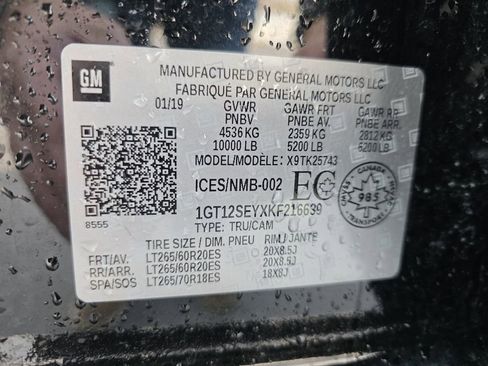 GM
MANUFACTURED BY GENERAL MOTORS LLC
FABRIQUÉ PAR GENERAL MOTORS LLC
01/19 GVWR GAWR FRT GAWR RR
PNBV PNBE AV. PNBE ARR.
4536 KG 2359 KG 2812 KG
10000 LB 5200 LB 6200 LB
MODEL/MODÈLE: X9TK25743
ICES/NMB-002 FC
CANADA 985
1GT12SEYXKF216639
8555
TYPE: TRU/CAM
TIRE SIZE / DIM. PNEU RIM / JANTE
FRT/AV. LT265/60R20ES 20X8.5J
RR/ARR. LT265/60R20ES 20X8.5J
SPA/SOS LT265/70R18ES 18X8J